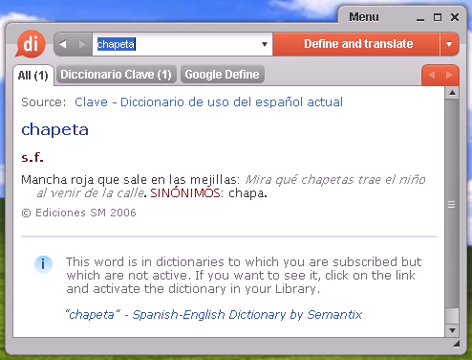 Menu
di
chapeta
Define and translate
All (1)
Diccionario Clave (1)
Google Define
Source: Clave - Diccionario de uso del español actual
chapeta
s.f.
Mancha roja que sale en las mejillas: Mira qué chapetas trae el niño
al venir de la calle. SINÓNIMOS: chapa.
© Ediciones SM 2006
i
This word is in dictionaries to which you are subscribed but
which are not active. If you want to see it, click on the link
and activate the dictionary in your Library.
"chapeta" - Spanish-English Dictionary by Semantix